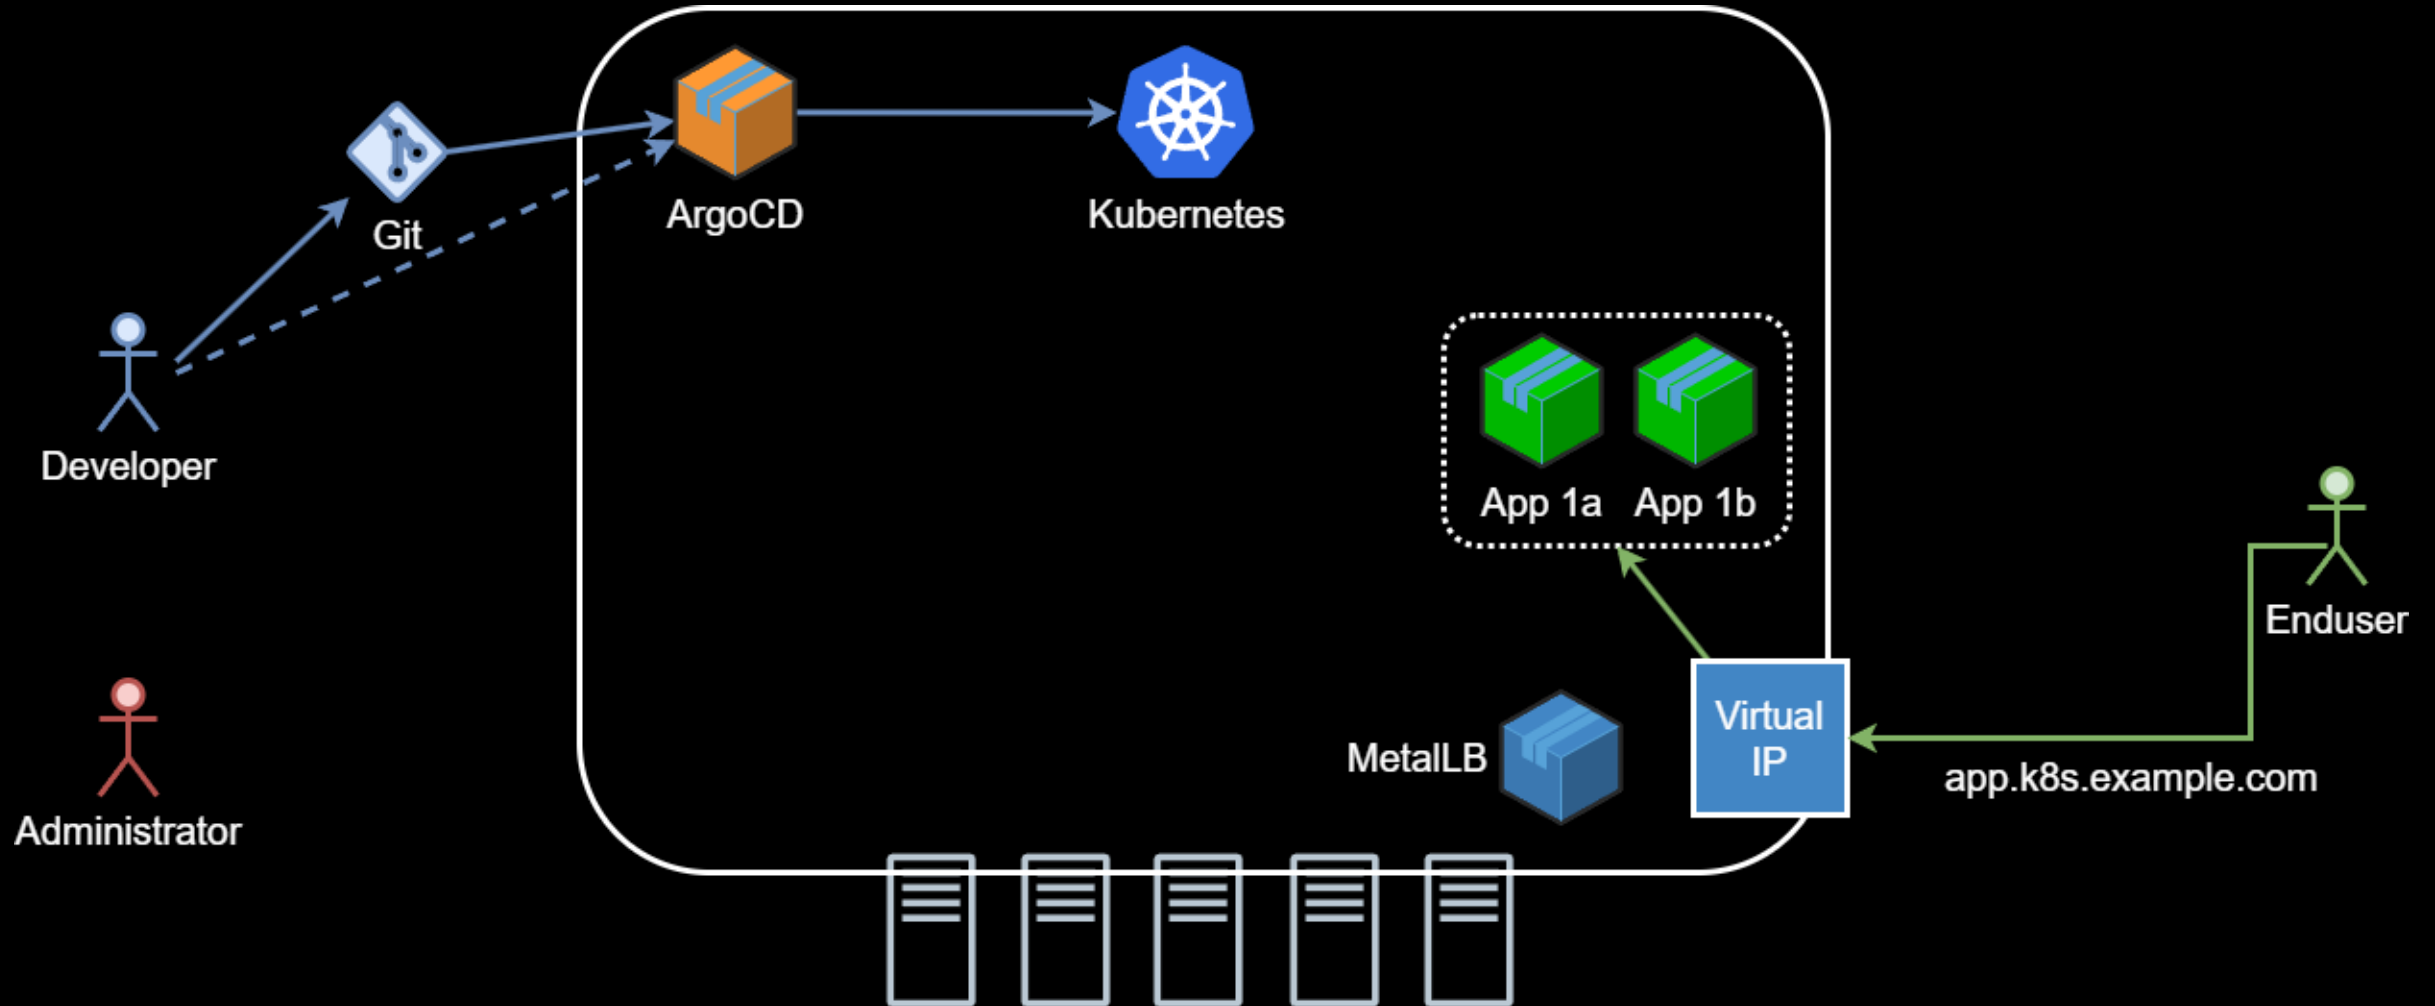 ArgoCD
Kubernetes
Git
Developer
App 1a
App 1b
Enduser
Virtual
IP
MetalLB
app.k8s.example.com
Administrator